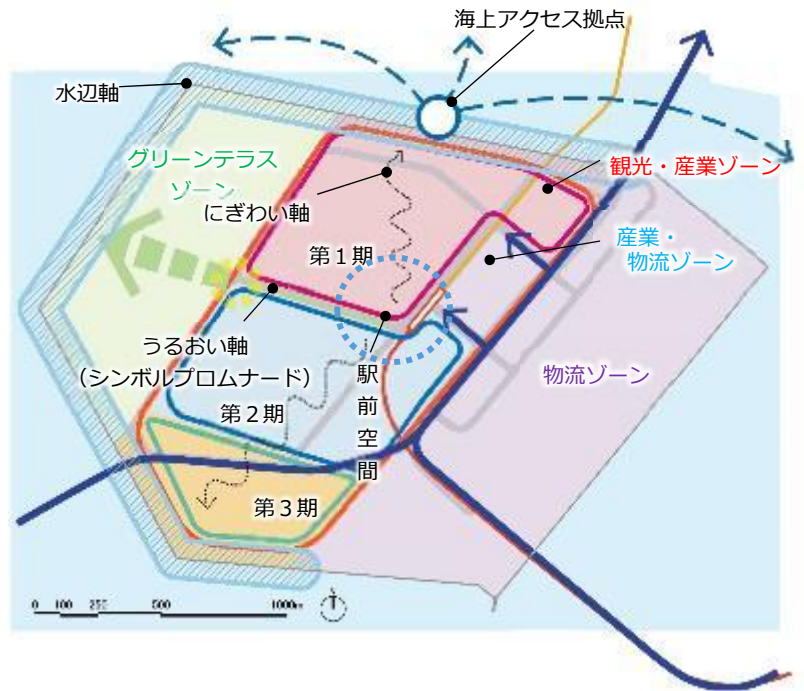 海上アクセス拠点
水辺軸
グリーンテラス
ゾーン
観光・産業ゾーン
にぎわい軸
第1期
産業・
物流ゾーン
うるおい軸
（シンボルプロムナード）
駅前空間
物流ゾーン
第2期
第3期
0 100 250 500 1000m